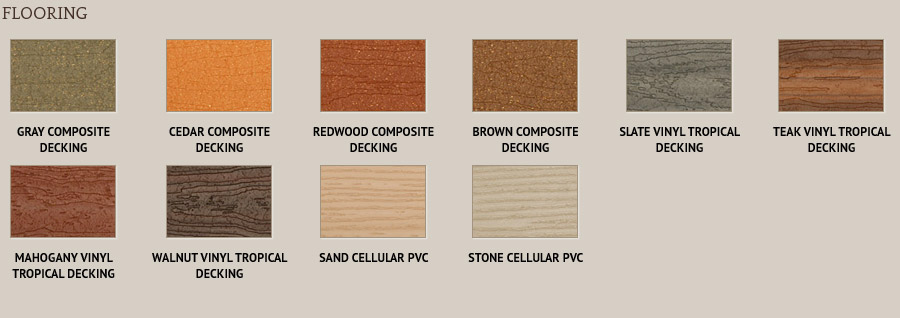 FLOORING
GRAY COMPOSITE
DECKING
CEDAR COMPOSITE
DECKING
REDWOOD COMPOSITE
DECKING
BROWN COMPOSITE
DECKING
SLATE VINYL TROPICAL
DECKING
TEAK VINYL TROPICAL
DECKING
MAHOGANY VINYL
TROPICAL DECKING
WALNUT VINYL TROPICAL
DECKING
SAND CELLULAR PVC
STONE CELLULAR PVC